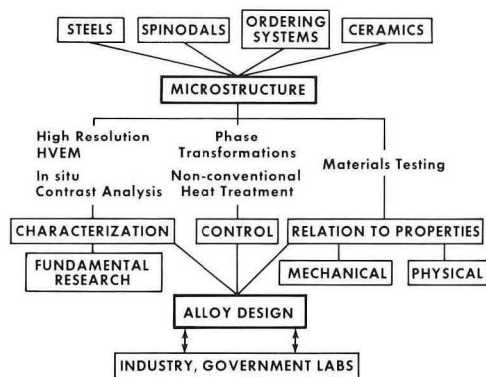 STEELS
SPINODALS
ORDERING
SYSTEMS
CERAMICS
MICROSTRUCTURE
High Resolution
HVEM
In situ
Contrast Analysis
Phase
Transformations
Non-conventional
Heat Treatment
Materials Testing
CHARACTERIZATION
CONTROL
RELATION TO PROPERTIES
FUNDAMENTAL
RESEARCH
MECHANICAL
PHYSICAL
ALLOY DESIGN
INDUSTRY, GOVERNMENT LABS